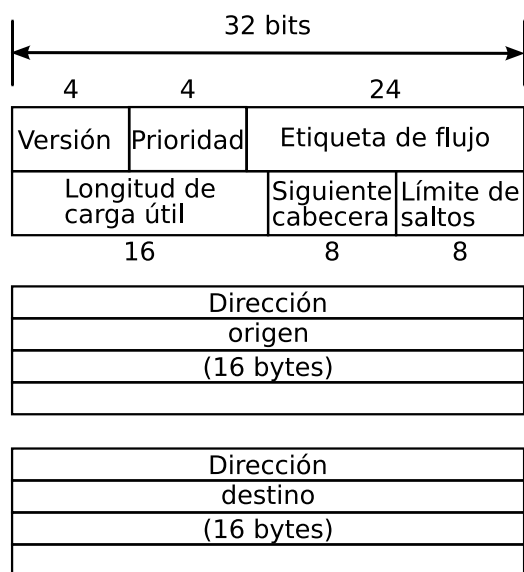 32 bits
4 4 24
Versión Prioridad Etiqueta de flujo
Longitud de carga útil Siguiente cabecera Límite de saltos
16 8 8
Dirección
origen
(16 bytes)
Dirección
destino
(16 bytes)